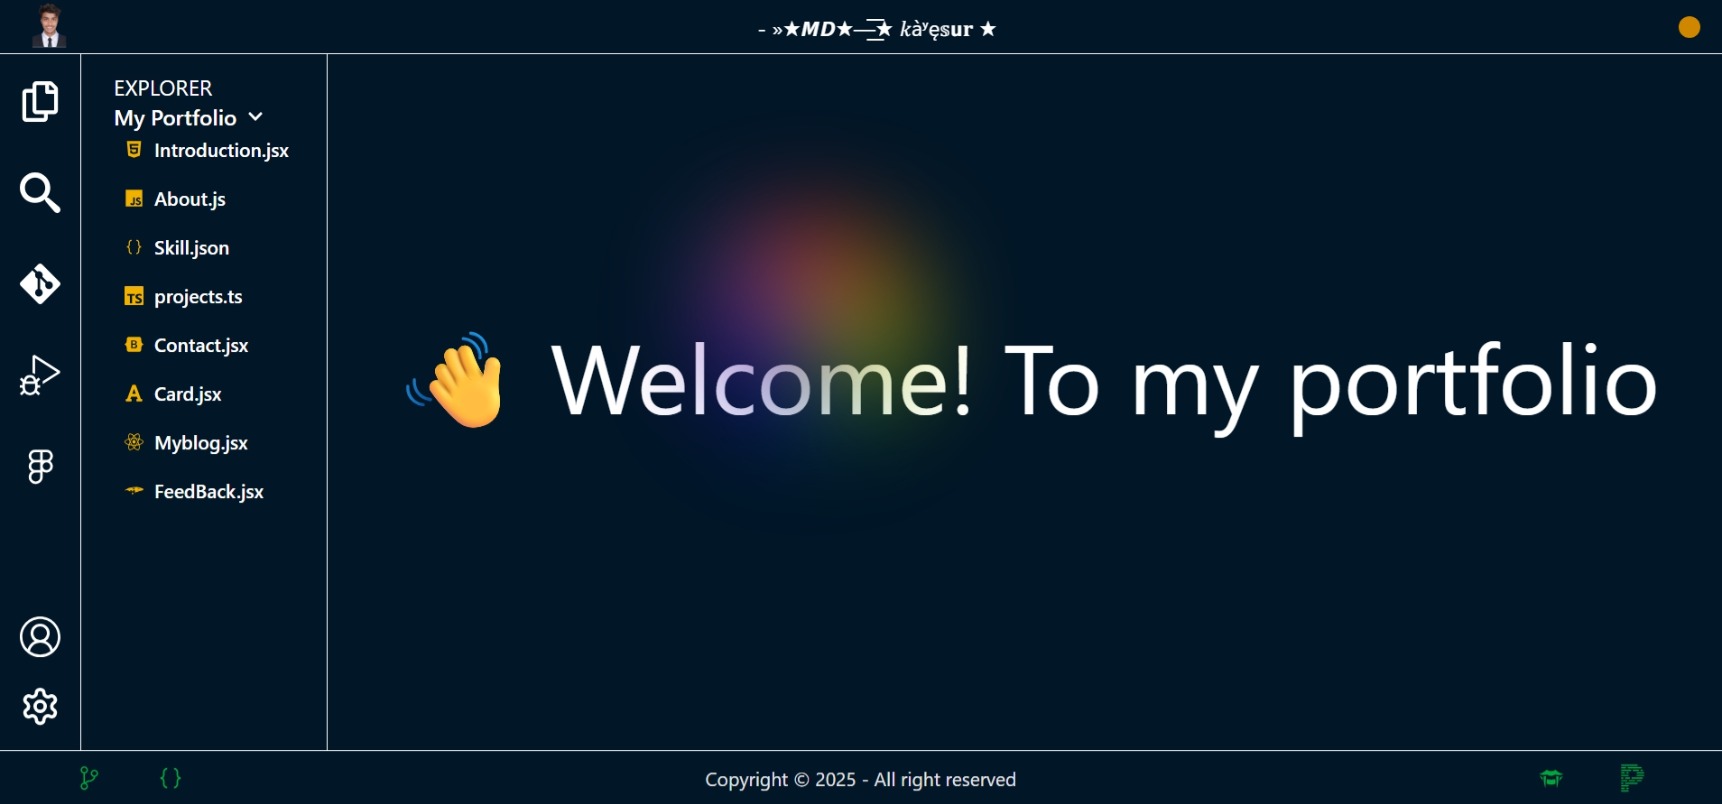 - »★𝙈𝘿★─⃝͞★ 𝑘àʸęs𝐮𝐫 ★
EXPLORER
My Portfolio
Introduction.jsx
About.js
Skill.json
projects.ts
Contact.jsx
Card.jsx
Myblog.jsx
FeedBack.jsx
👋 Welcome! To my portfolio
Copyright © 2025 - All right reserved